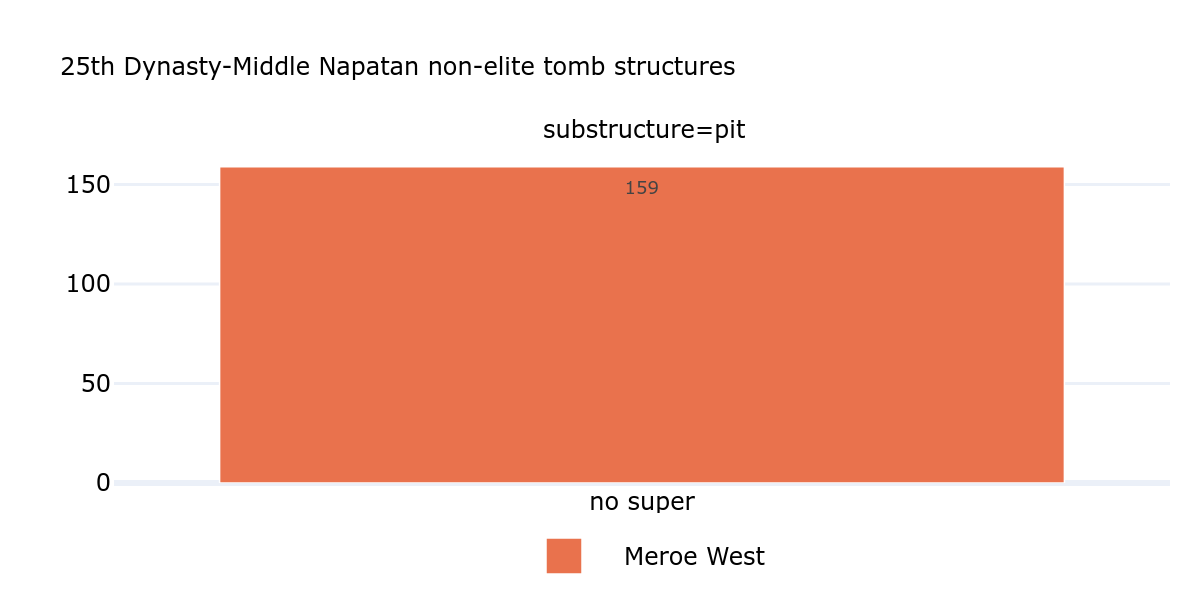 25th Dynasty-Middle Napatan non-elite tomb structures
substructure=pit
150
159
100
50
0
no super
Meroe West